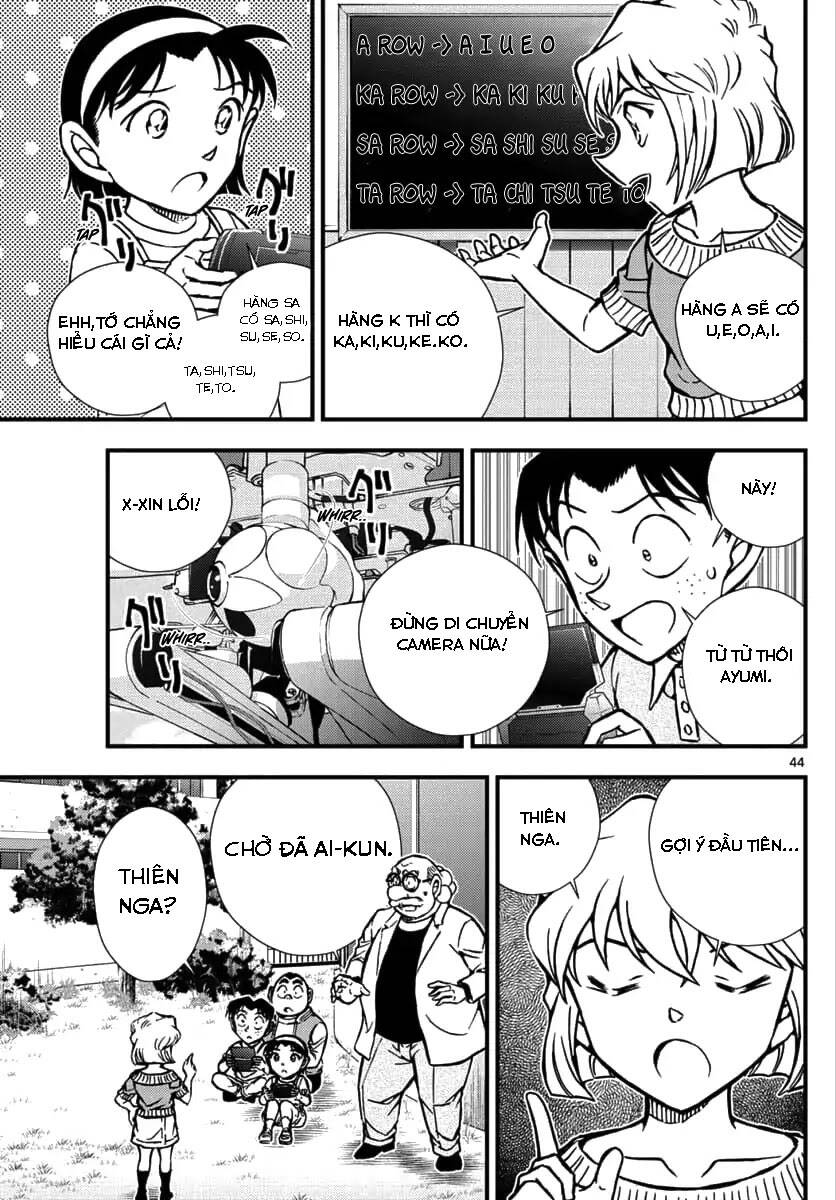 A ROW -> A I U E O
KA ROW -> KA KI KU
SA ROW -> SA SHI SU SE S
TA ROW -> TA CHI TSU TE TO
HÀNG A SẼ CÓ
U,E,O,A,I.
HÀNG K THÌ CÓ
KA,KI,KU,KE.KO.
グ
TAP
グ
TAP
HÀNG SA
CÓ SA,SHI,
SU,SE,SO.
TA,SHI,TSU,
TE,TO.
EHH,TỚ CHẲNG
HIỂU CÁI GÌ CẢ!
NÀY!
TỪ TỪ THÔI
AYUMI.
ĐỪNG DI CHUYỂN
CAMERA NỮA!
WHIRR..
WHIRR..
X-XIN LỖI!
44
GỢI Ý ĐẦU TIÊN...
THIÊN
NGA.
CHỜ ĐÃ AI-KUN.
THIÊN
NGA?